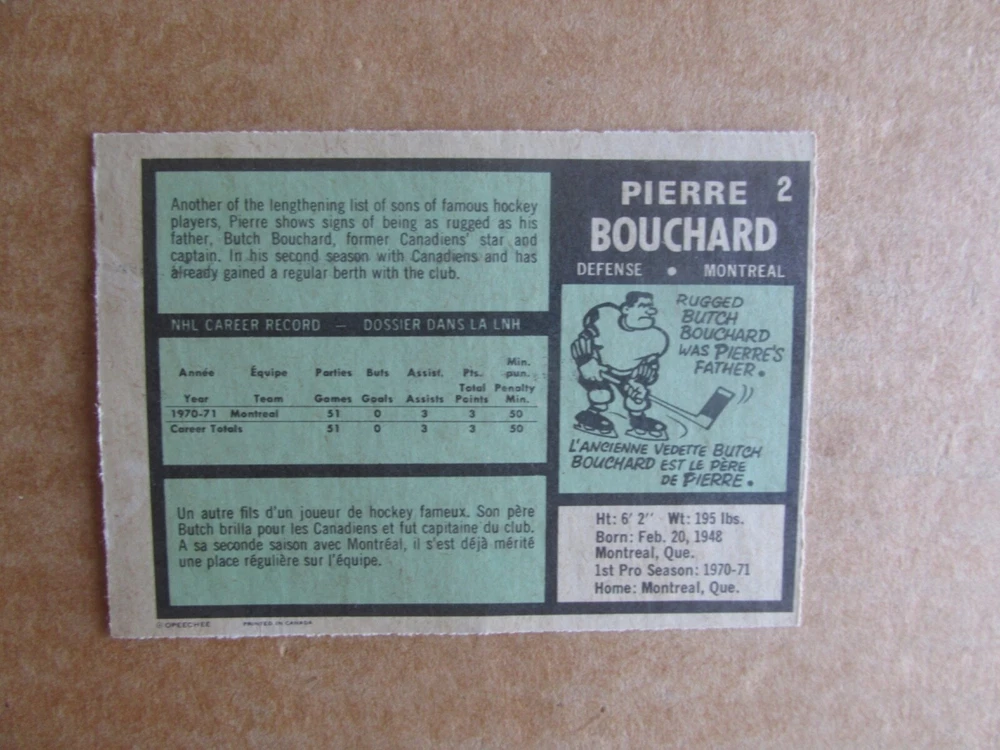 PIERRE 2
BOUCHARD
DEFENSE • MONTREAL
Another of the lengthening list of sons of famous hockey
players, Pierre shows signs of being as rugged as his
father, Butch Bouchard, former Canadiens' star and
captain. In his second season with Canadiens and has
already gained a regular berth with the club.
NHL CAREER RECORD — DOSSIER DANS LA LNH
Année Équipe Parties Buts Assist. Pts. Min. pun.
Year Team Games Goals Assists Total Points Penalty Min.
1970-71 Montreal 51 0 3 3 50
Career Totals 51 0 3 3 50
Un autre fils d'un joueur de hockey fameux. Son père
Butch brilla pour les Canadiens et fut capitaine du club.
A sa seconde saison avec Montréal, il s'est déjà mérité
une place régulière sur l'équipe.
RUGGED
BUTCH
BOUCHARD
WAS PIERRE'S
FATHER.
L'ANCIENNE VEDETTE BUTCH
BOUCHARD EST LE PÈRE
DE PIERRE.
Ht: 6' 2" Wt: 195 lbs.
Born: Feb. 20, 1948
Montreal, Que.
1st Pro Season: 1970-71
Home: Montreal, Que.
© OPEECHEE PRINTED IN CANADA